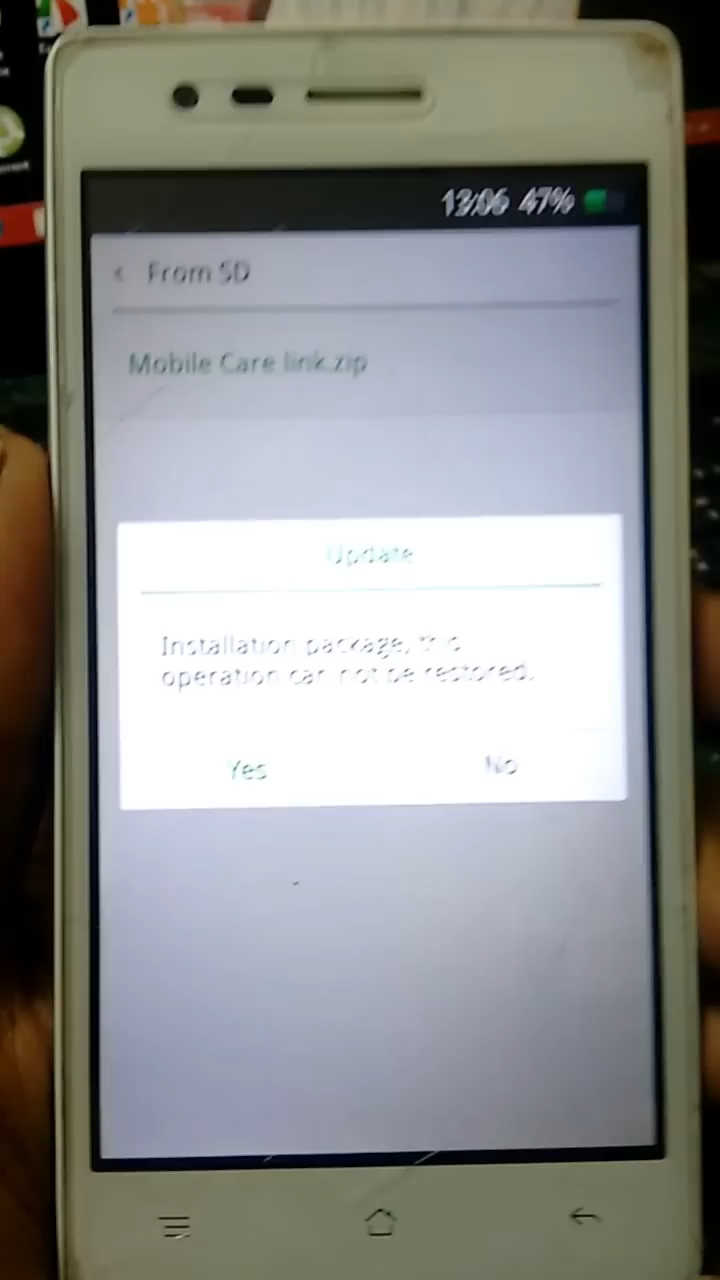 13:06 47%
From SD
Mobile Care link.zip
Update
Installation package, this
operation can not be restored.
Yes
No